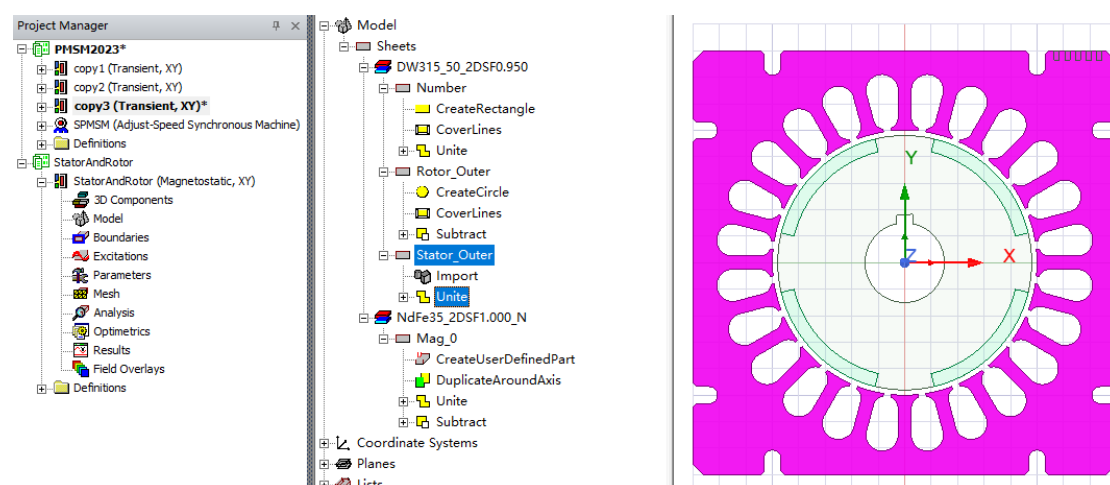 Project Manager
PMSM2023*
copy1 (Transient, XY)
copy2 (Transient, XY)
copy3 (Transient, XY)*
SPMSM (Adjust-Speed Synchronous Machine)
Definitions
StatorAndRotor
StatorAndRotor (Magnetostatic, XY)
3D Components
Model
Boundaries
Excitations
Parameters
Mesh
Analysis
Optimetrics
Results
Field Overlays
Definitions
Model
Sheets
DW315_50_2DSF0.950
Number
CreateRectangle
CoverLines
Unite
Rotor_Outer
CreateCircle
CoverLines
Subtract
Stator_Outer
Import
Unite
NdFe35_2DSF1.000_N
Mag_0
CreateUserDefinedPart
DuplicateAroundAxis
Unite
Subtract
Coordinate Systems
Planes
Lists
Y
Z
X